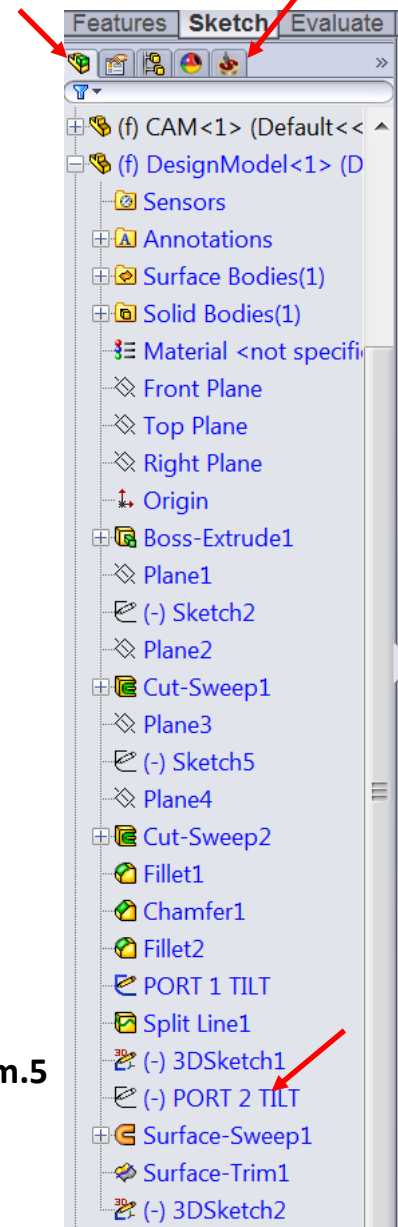 Features Sketch Evaluate
»
(f) CAM<1> (Default<<
(f) DesignModel<1> (D
Sensors
Annotations
Surface Bodies(1)
Solid Bodies(1)
Material <not specifi
Front Plane
Top Plane
Right Plane
Origin
Boss-Extrude1
Plane1
(-) Sketch2
Plane2
Cut-Sweep1
Plane3
(-) Sketch5
Plane4
Cut-Sweep2
Fillet1
Chamfer1
Fillet2
PORT 1 TILT
Split Line1
m.5
(-) 3DSketch1
(-) PORT 2 TILT
Surface-Sweep1
Surface-Trim1
(-) 3DSketch2